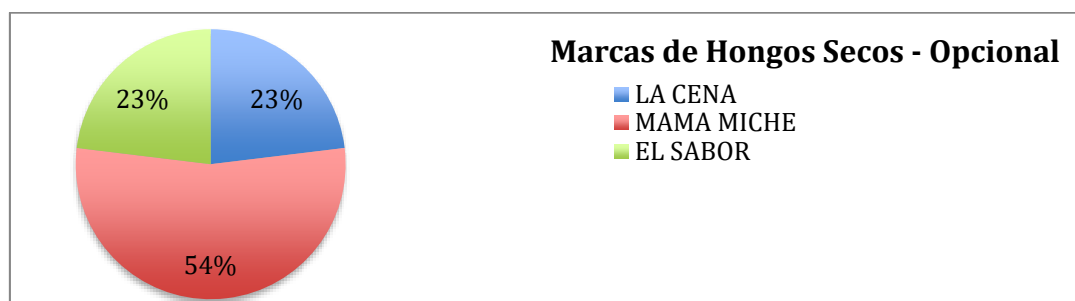 Marcas de Hongos Secos - Opcional
LA CENA
MAMA MICHE
EL SABOR
23%
23%
54%